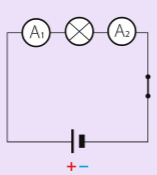 A₁ A₂
+ −